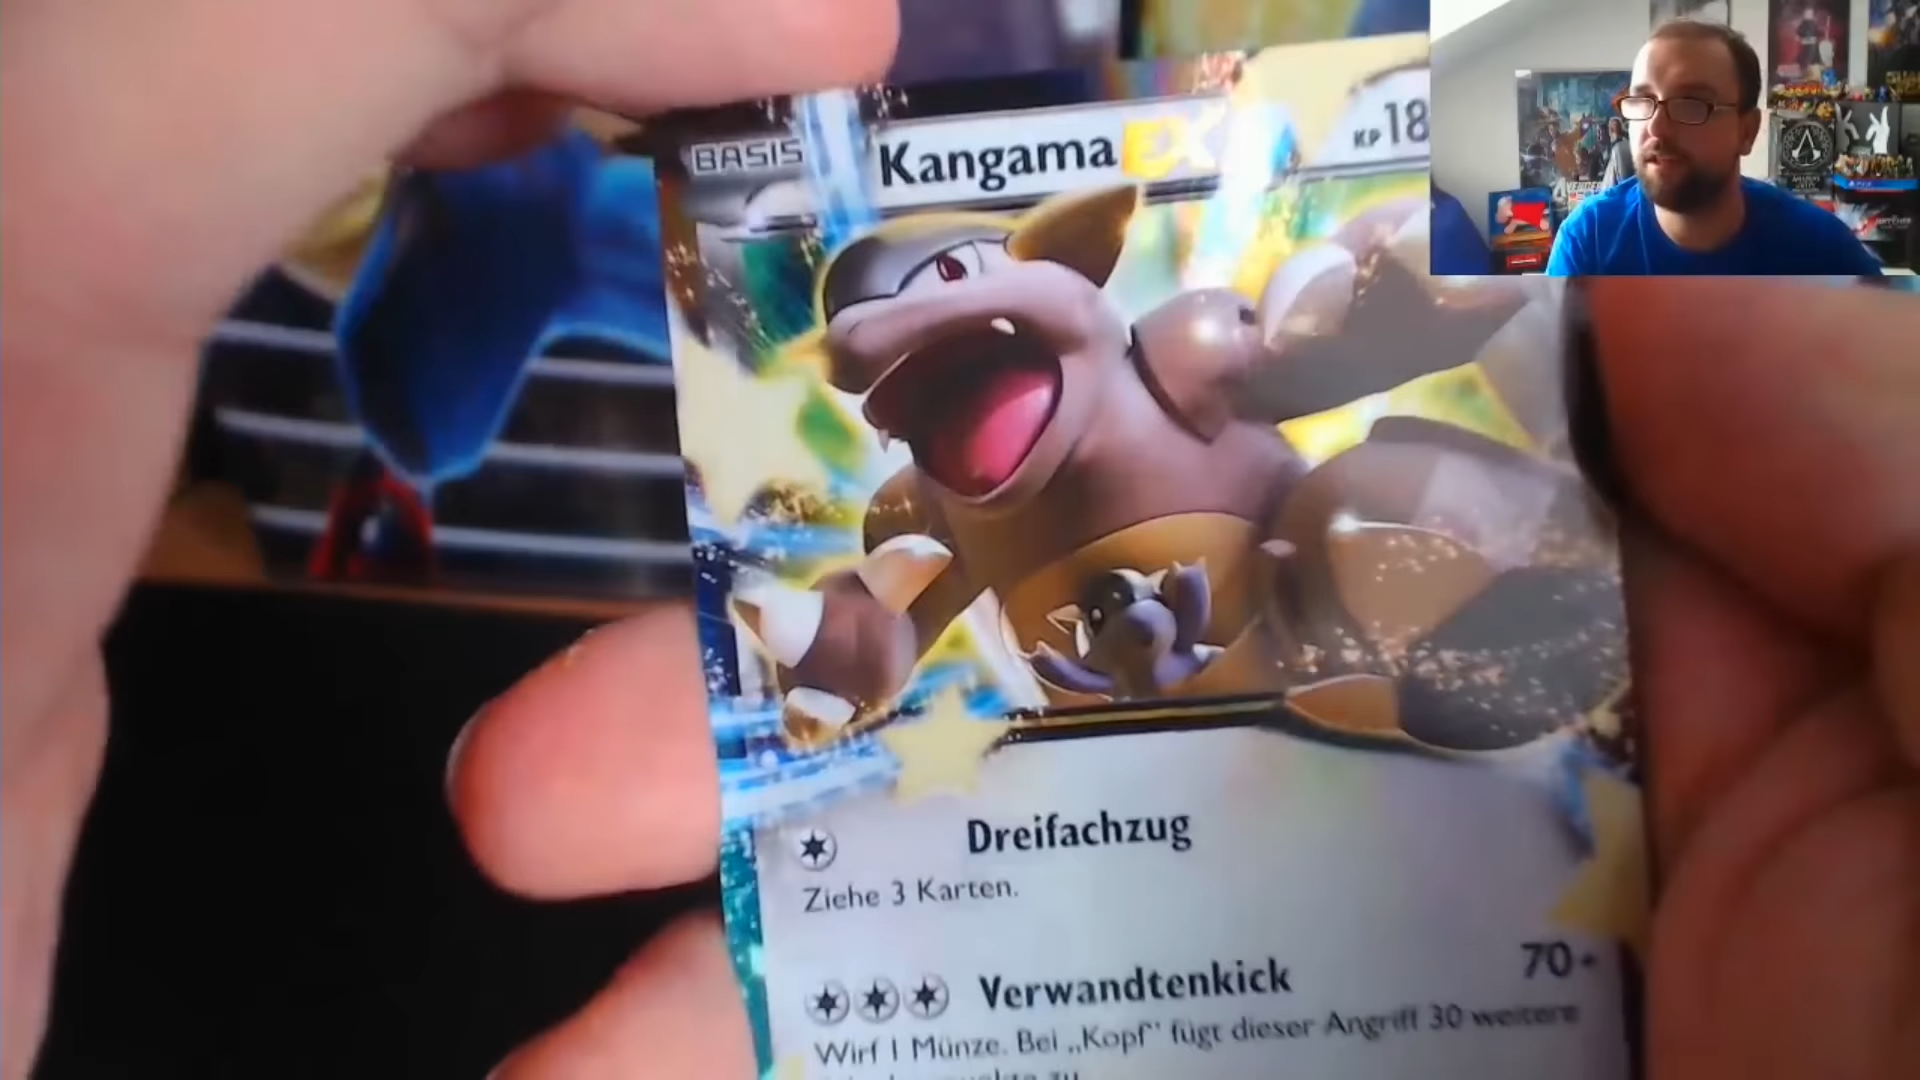 BASIS Kangama EX KP 18
Dreifachzug
Ziehe 3 Karten.
Verwandtenkick 70+
Wirf 1 Münze. Bei „Kopf" fügt dieser Angriff 30 weitere
zu.